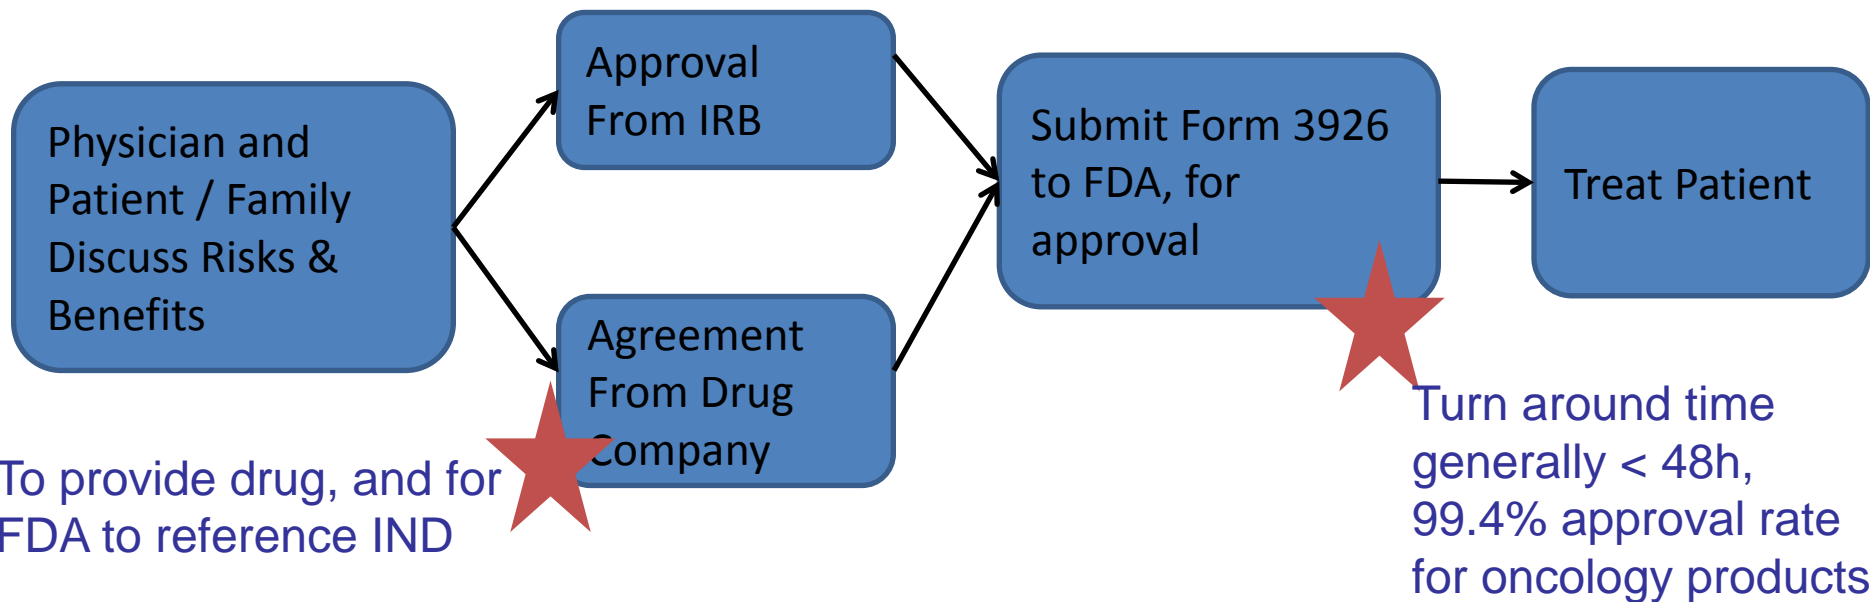 Physician and
Patient / Family
Discuss Risks &
Benefits
Approval
From IRB
Agreement
From Drug
Company
To provide drug, and for
FDA to reference IND
Submit Form 3926
to FDA, for
approval
Turn around time
generally < 48h,
99.4% approval rate
for oncology products
Treat Patient